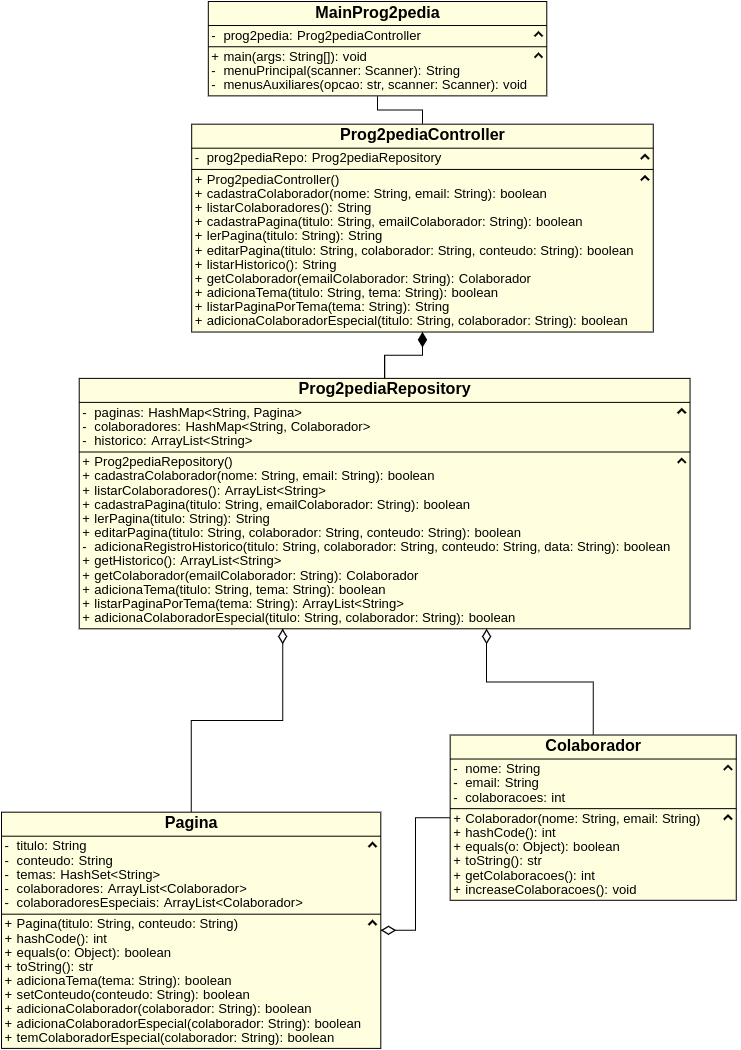 MainProg2pedia
- prog2pedia: Prog2pediaController
+ main(args: String[]): void
- menuPrincipal(scanner: Scanner): String
- menusAuxiliares(opcao: str, scanner: Scanner): void
Prog2pediaController
- prog2pediaRepo: Prog2pediaRepository
+ Prog2pediaController()
+ cadastraColaborador(nome: String, email: String): boolean
+ listarColaboradores(): String
+ cadastraPagina(titulo: String, emailColaborador: String): boolean
+ lerPagina(titulo: String): String
+ editarPagina(titulo: String, colaborador: String, conteudo: String): boolean
+ listarHistorico(): String
+ getColaborador(emailColaborador: String): Colaborador
+ adicionaTema(titulo: String, tema: String): boolean
+ listarPaginaPorTema(tema: String): String
+ adicionaColaboradorEspecial(titulo: String, colaborador: String): boolean
Prog2pediaRepository
- paginas: HashMap<String, Pagina>
- colaboradores: HashMap<String, Colaborador>
- historico: ArrayList<String>
+ Prog2pediaRepository()
+ cadastraColaborador(nome: String, email: String): boolean
+ listarColaboradores(): ArrayList<String>
+ cadastraPagina(titulo: String, emailColaborador: String): boolean
+ lerPagina(titulo: String): String
+ editarPagina(titulo: String, colaborador: String, conteudo: String): boolean
- adicionaRegistroHistorico(titulo: String, colaborador: String, conteudo: String, data: String): boolean
+ getHistorico(): ArrayList<String>
+ getColaborador(emailColaborador: String): Colaborador
+ adicionaTema(titulo: String, tema: String): boolean
+ listarPaginaPorTema(tema: String): ArrayList<String>
+ adicionaColaboradorEspecial(titulo: String, colaborador: String): boolean
Colaborador
- nome: String
- email: String
- colaboracoes: int
+ Colaborador(nome: String, email: String)
+ hashCode(): int
+ equals(o: Object): boolean
+ toString(): str
+ getColaboracoes(): int
+ increaseColaboracoes(): void
Pagina
- titulo: String
- conteudo: String
- temas: HashSet<String>
- colaboradores: ArrayList<Colaborador>
- colaboradoresEspeciais: ArrayList<Colaborador>
+ Pagina(titulo: String, conteudo: String)
+ hashCode(): int
+ equals(o: Object): boolean
+ toString(): str
+ adicionaTema(tema: String): boolean
+ setConteudo(conteudo: String): boolean
+ adicionaColaborador(colaborador: String): boolean
+ adicionaColaboradorEspecial(colaborador: String): boolean
+ temColaboradorEspecial(colaborador: String): boolean